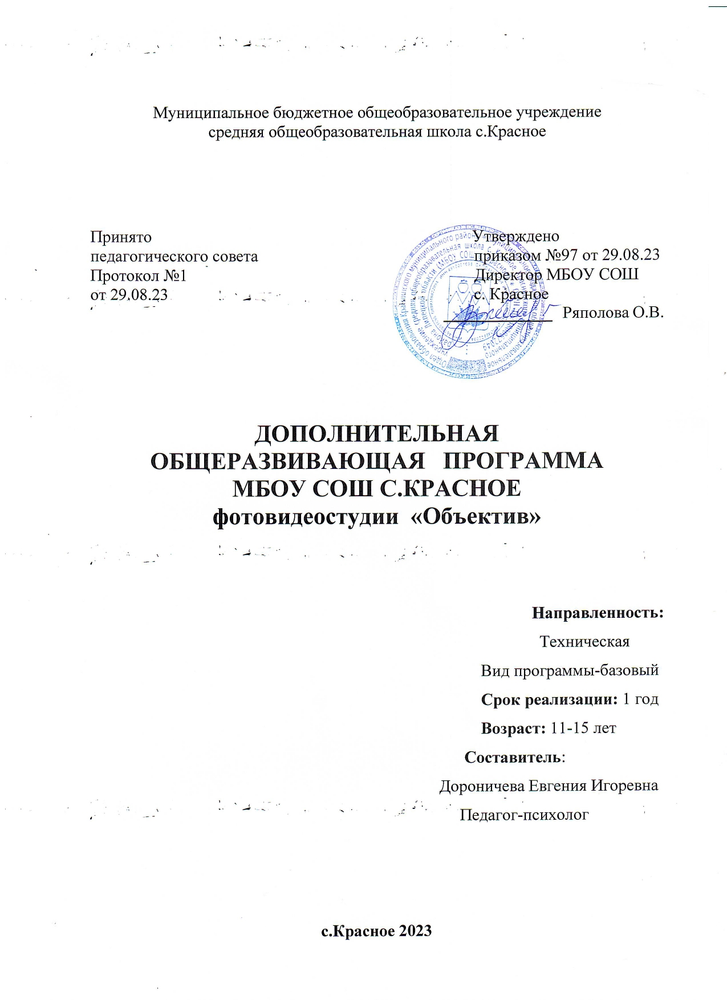 Муниципальное бюджетное общеобразовательное учреждение
средняя общеобразовательная школа с.Красное
Принято
педагогического совета
Протокол №1
от 29.08.23
Утверждено
приказом №97 от 29.08.23
Директор МБОУ СОШ
с. Красное
Ряполова О.В.
ДОПОЛНИТЕЛЬНАЯ
ОБЩЕРАЗВИВАЮЩАЯ ПРОГРАММА
МБОУ СОШ С.КРАСНОЕ
фотовидеостудии «Объектив»
Направленность:
Техническая
Вид программы-базовый
Срок реализации: 1 год
Возраст: 11-15 лет
Составитель:
Дороничева Евгения Игоревна
Педагог-психолог
с.Красное 2023